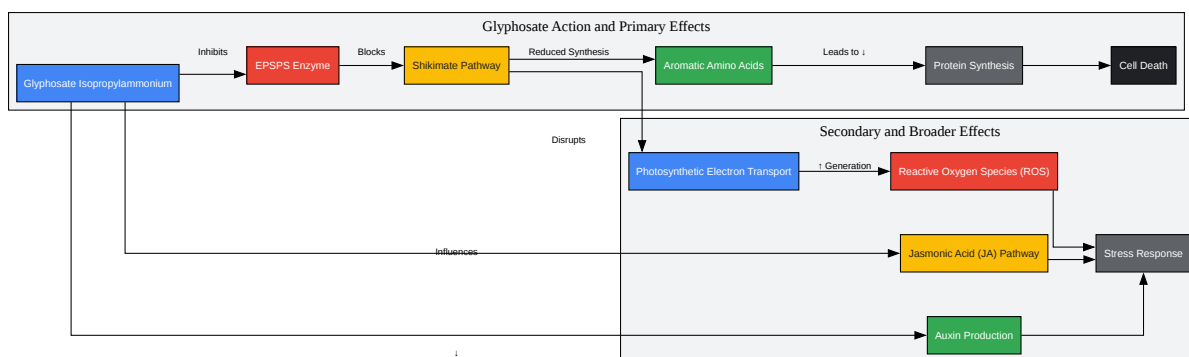 Glyphosate Action and Primary Effects
Inhibits
Blocks
Reduced Synthesis
Leads to ↓
Glyphosate Isopropylammonium
EPSPS Enzyme
Shikimate Pathway
Aromatic Amino Acids
Protein Synthesis
Cell Death
Disrupts
Secondary and Broader Effects
Photosynthetic Electron Transport
↑ Generation
Reactive Oxygen Species (ROS)
Influences
Jasmonic Acid (JA) Pathway
Stress Response
Auxin Production
↓